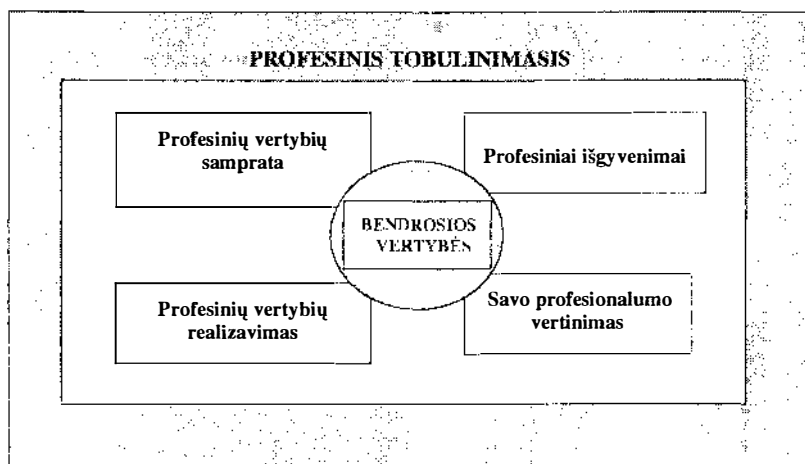 PROFESINIS TOBULINIMASIS
Profesinių vertybių
samprata
Profesiniai išgyvenimai
BENDROSIOS
VERTYBĖS
Profesinių vertybių
realizavimas
Savo profesionalumo
vertinimas